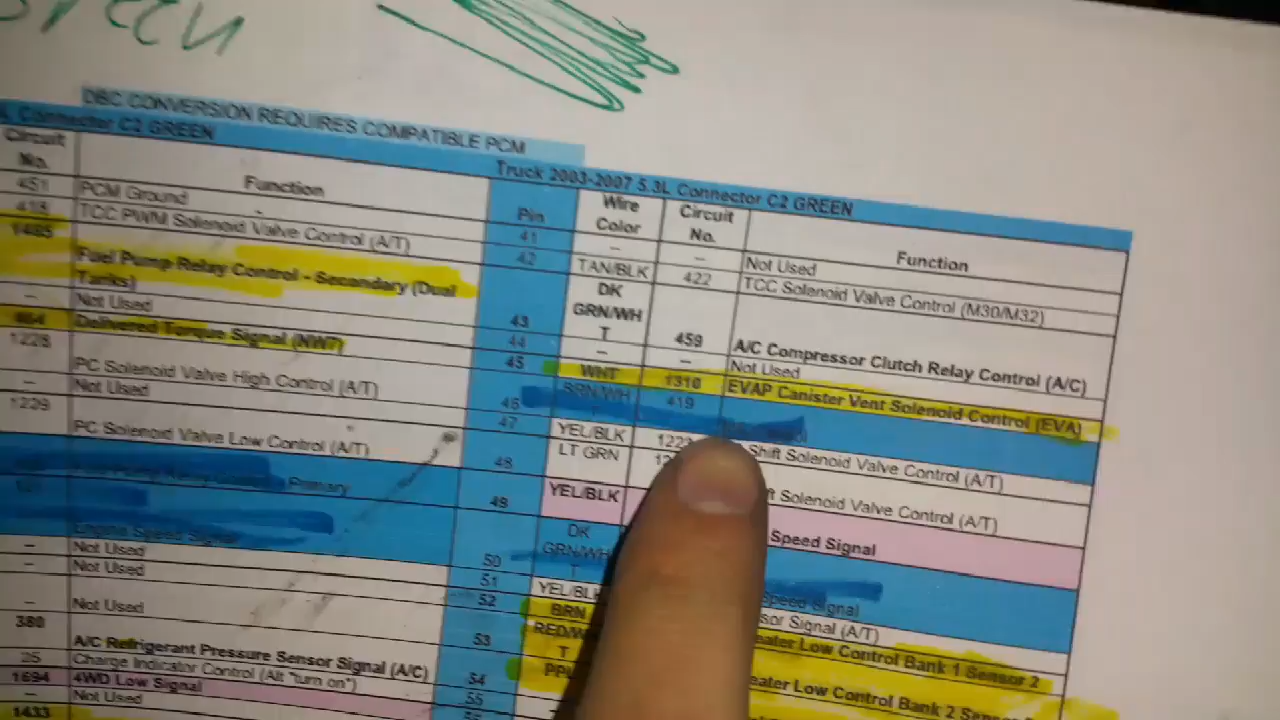 DBC CONVERSION REQUIRES COMPATIBLE PCM
Connector C2 GREEN
Truck 2003-2007 5.3L Connector C2 GREEN
Circuit No. Function Pin Wire Color Circuit No. Function
451 PCM Ground 41 – – Not Used
418 TCC PWM Solenoid Valve Control (A/T) 42 TAN/BLK 422 TCC Solenoid Valve Control (M30/M32)
1465 Fuel Pump Relay Control - Secondary (Dual Tanks) 43 DK GRN/WH T 459 A/C Compressor Clutch Relay Control (A/C)
– Not Used 44 – – Not Used
464 Delivered Torque Signal (NWT) 45 WHT 1310 EVAP Canister Vent Solenoid Control (EVA)
1228 PC Solenoid Valve High Control (A/T) 46 BRN/WH T 419
– Not Used 47 YEL/BLK Shift Solenoid Valve Control (A/T)
1229 PC Solenoid Valve Low Control (A/T) 48 LT GRN Solenoid Valve Control (A/T)
Primary 49 YEL/BLK Speed Signal
Engine Speed Signal 50 DK GRN/WH T Speed Signal
– Not Used 51 YEL/BL Signal (A/T)
– Not Used 52 BRN eater Low Control Bank 1 Sensor 2
– Not Used 53 RED/W T eater Low Control Bank 2
380 A/C Refrigerant Pressure Sensor Signal (A/C) 54 PPL
25 Charge Indicator Control (Alt "turn on") 55
1694 4WD Low Signal
– Not Used
1433